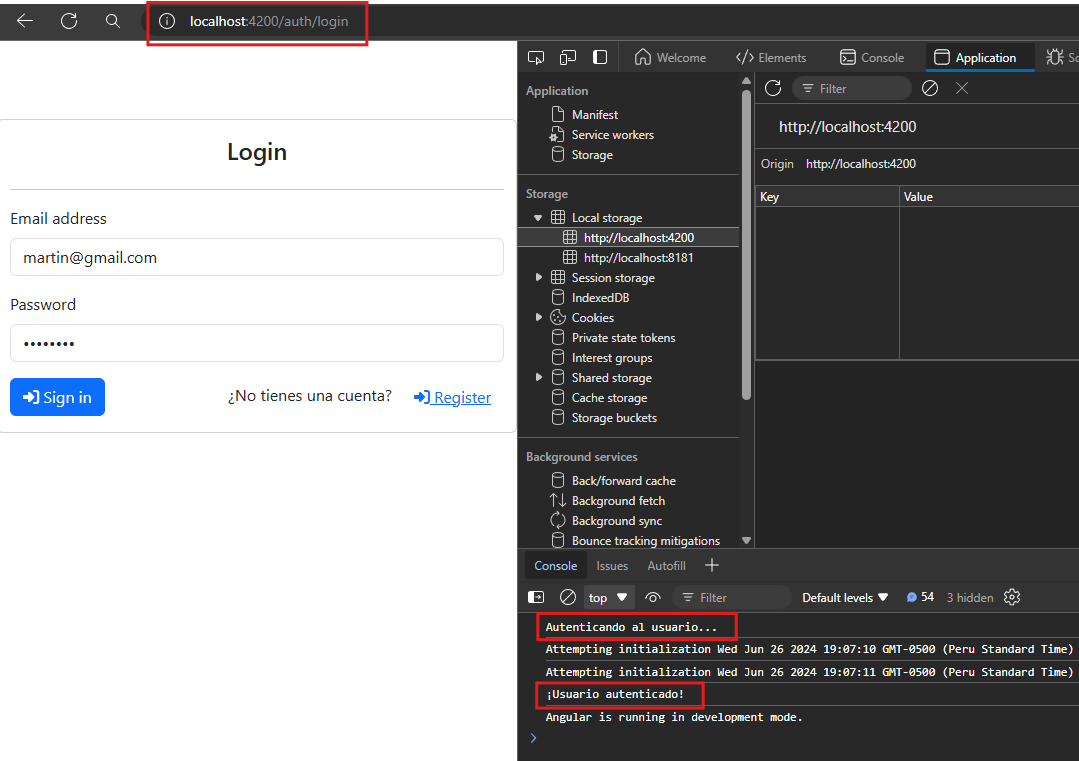 localhost:4200/auth/login
Login
Email address
martin@gmail.com
Password
Sign in
¿No tienes una cuenta?
Register
Welcome
Elements
Console
Application
Sc
Application
Manifest
Service workers
Storage
Storage
Local storage
http://localhost:4200
http://localhost:8181
Session storage
IndexedDB
Cookies
Private state tokens
Interest groups
Shared storage
Cache storage
Storage buckets
Background services
Back/forward cache
Background fetch
Background sync
Bounce tracking mitigations
Filter
http://localhost:4200
Origin http://localhost:4200
Key Value
Console Issues Autofill
top Filter Default levels 54 3 hidden
Autenticando al usuario...
Attempting initialization Wed Jun 26 2024 19:07:10 GMT-0500 (Peru Standard Time)
Attempting initialization Wed Jun 26 2024 19:07:11 GMT-0500 (Peru Standard Time)
¡Usuario autenticado!
Angular is running in development mode.